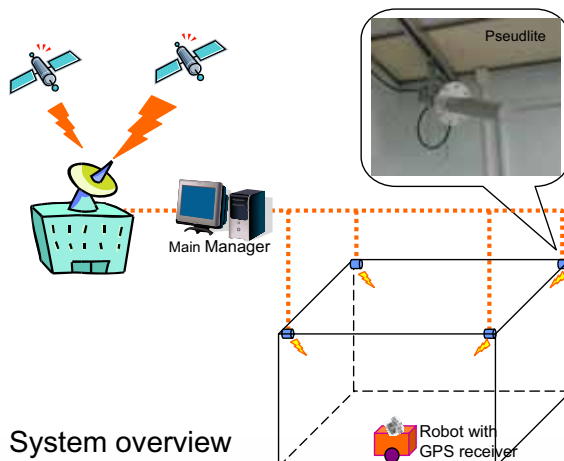 Pseudlite
Main Manager
Robot with
GPS receiver
System overview